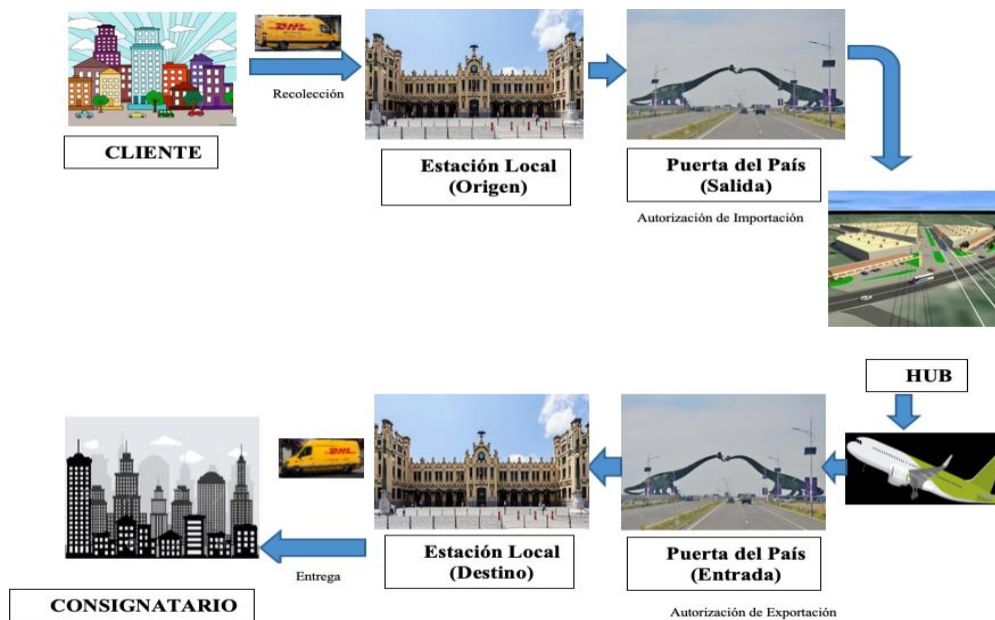 DHL
Recolección
CLIENTE
Estación Local
(Origen)
Puerta del País
(Salida)
Autorización de Importación
HUB
DHL
Entrega
Estación Local
(Destino)
Puerta del País
(Entrada)
CONSIGNATARIO
Autorización de Exportación